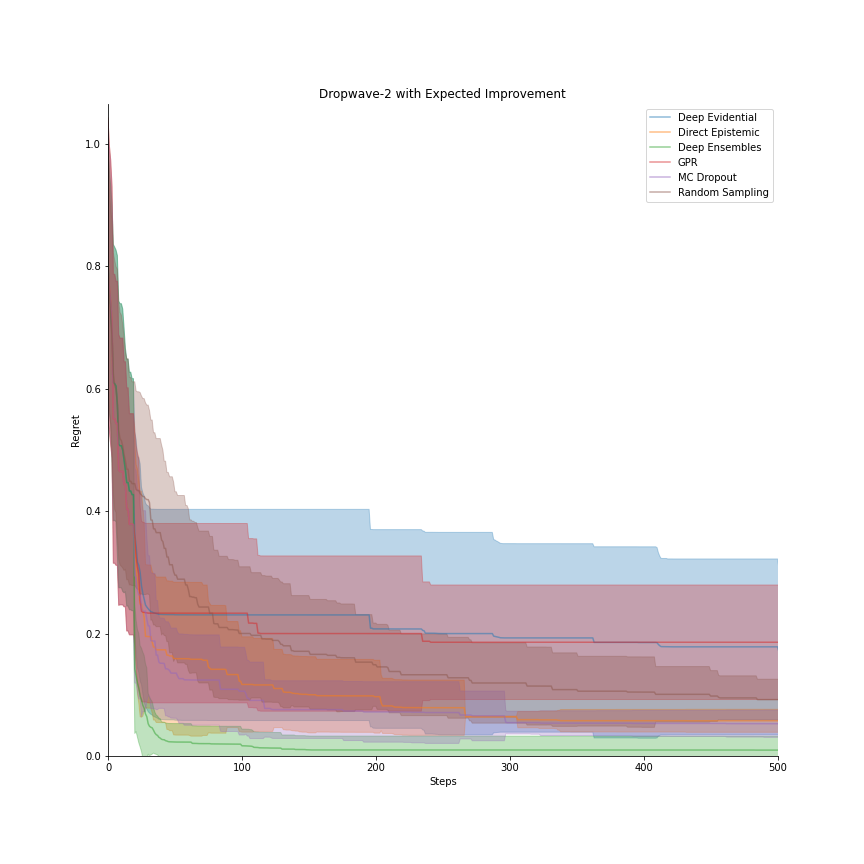 Dropwave-2 with Expected Improvement
Deep Evidential
Direct Epistemic
Deep Ensembles
GPR
MC Dropout
Random Sampling
1.0
0.8
0.6
0.4
0.2
0.0
Regret
0
100
200
300
400
500
Steps